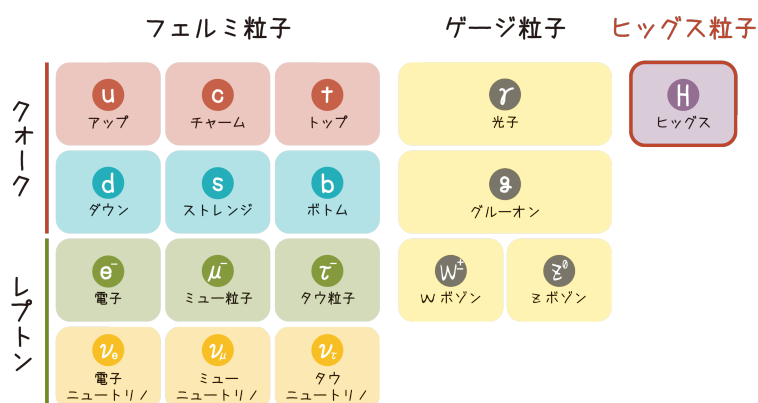 フェルミ粒子
ゲージ粒子
ヒッグス粒子
クォーク
u
アップ
c
チャーム
t
トップ
γ
光子
H
ヒッグス
d
ダウン
s
ストレンジ
b
ボトム
g
グルーオン
レプトン
e⁻
電子
μ⁻
ミュー粒子
τ⁻
タウ粒子
W±
W ボゾン
Z⁰
Z ボゾン
νe
電子
ニュートリノ
νμ
ミュー
ニュートリノ
ντ
タウ
ニュートリノ